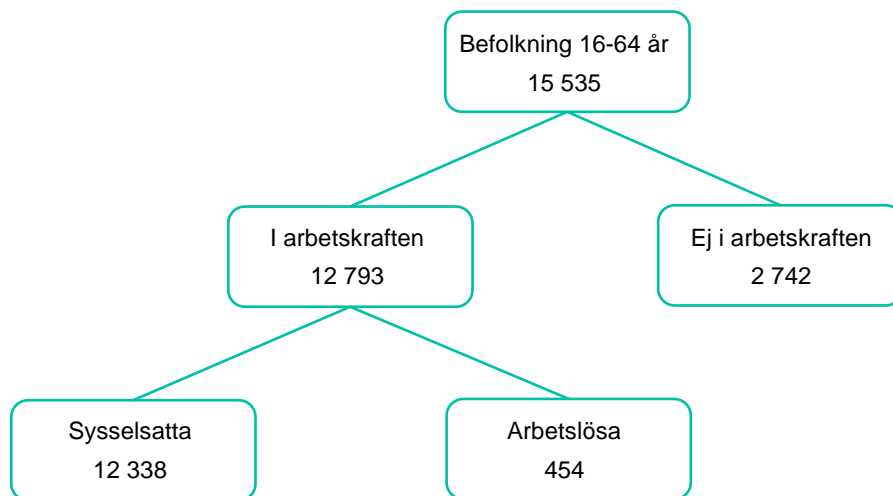 Befolkning 16-64 år
15 535
I arbetskraften
12 793
Ej i arbetskraften
2 742
Sysselsatta
12 338
Arbetslösa
454